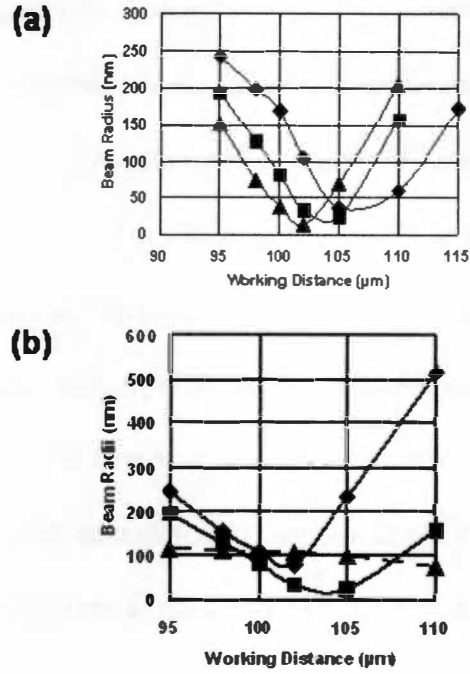 (a)
300
250
200
150
100
50
0
Beam Radius (nm)
90 95 100 105 110 115
Working Distance (µm)
(b)
600
500
400
300
200
100
0
Beam Radii (nm)
95 100 105 110
Working Distance (µm)